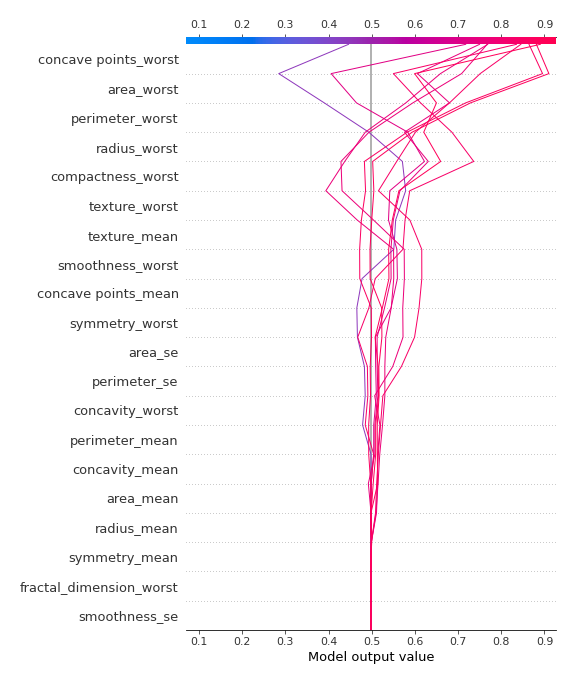 0.1 0.2 0.3 0.4 0.5 0.6 0.7 0.8 0.9
concave points_worst
area_worst
perimeter_worst
radius_worst
compactness_worst
texture_worst
texture_mean
smoothness_worst
concave points_mean
symmetry_worst
area_se
perimeter_se
concavity_worst
perimeter_mean
concavity_mean
area_mean
radius_mean
symmetry_mean
fractal_dimension_worst
smoothness_se
0.1 0.2 0.3 0.4 0.5 0.6 0.7 0.8 0.9
Model output value